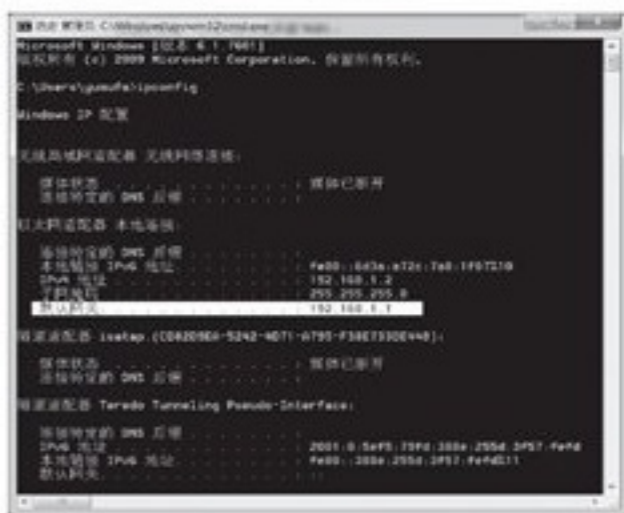 管理员: C:\Windows\system32\cmd.exe
Microsoft Windows [版本 6.1.7601]
版权所有 (c) 2009 Microsoft Corporation。保留所有权利。
C:\Users\yumufa>ipconfig
Windows IP 配置
无线局域网适配器 无线网络连接:
媒体状态 . . . . . . . . . . . . : 媒体已断开
连接特定的 DNS 后缀 . . . . . . . :
以太网适配器 本地连接:
连接特定的 DNS 后缀 . . . . . . . :
本地链接 IPv6 地址. . . . . . . . :
IPv4 地址 . . . . . . . . . . . . : 192.168.1.2
子网掩码 . . . . . . . . . . . . : 255.255.255.0
默认网关. . . . . . . . . . . . . : 192.168.1.1
隧道适配器 isatap.
媒体状态 . . . . . . . . . . . . : 媒体已断开
连接特定的 DNS 后缀 . . . . . . . :
隧道适配器 Teredo Tunneling Pseudo-Interface:
连接特定的 DNS 后缀 . . . . . . . :
IPv6 地址 . . . . . . . . . . . . :
本地链接 IPv6 地址. . . . . . . . :
默认网关. . . . . . . . . . . . . : ::